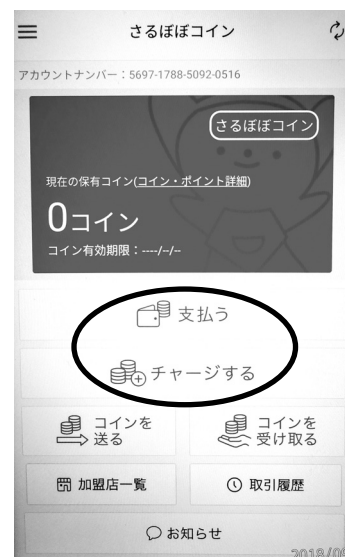 さるぼぼコイン
アカウントナンバー：5697-1788-5092-0516
さるぼぼコイン
現在の保有コイン(コイン・ポイント詳細)
0コイン
コイン有効期限：----/--/--
支払う
チャージする
コインを
送る
コインを
受け取る
加盟店一覧
取引履歴
お知らせ